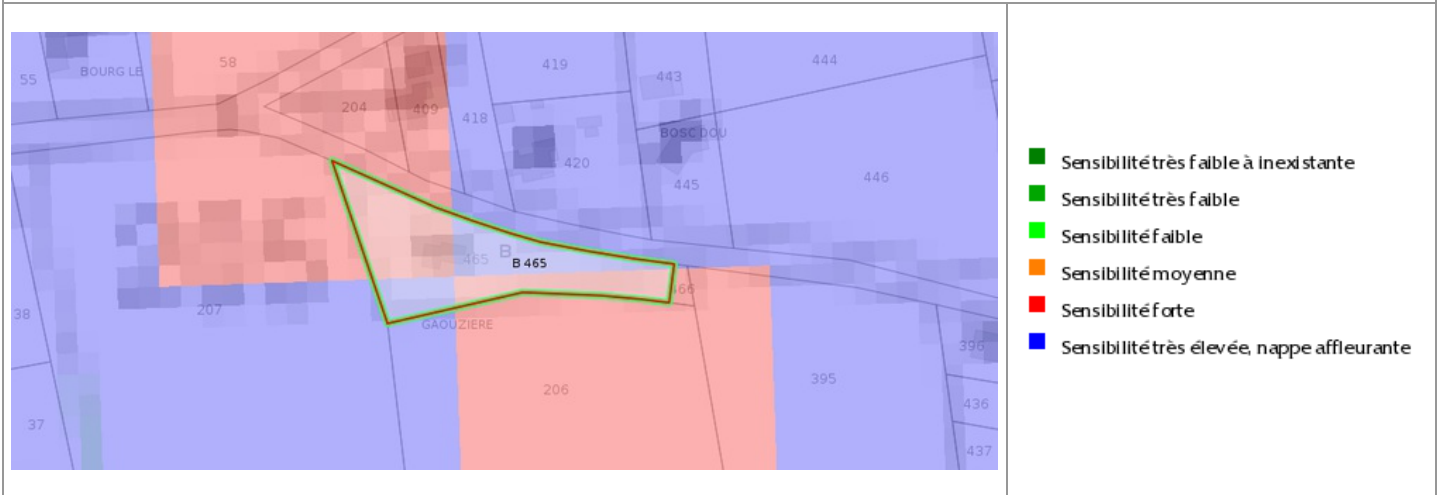 58
444
419
55
BOURG LE
443
204
409
418
BOSC DOU
420
445
446
B
465
B 465
466
38
207
GAOUZIERE
396
206
395
436
37
437
Sensibilité très faible à inexistante
Sensibilité très faible
Sensibilité faible
Sensibilité moyenne
Sensibilité forte
Sensibilité très élevée, nappe affleurante